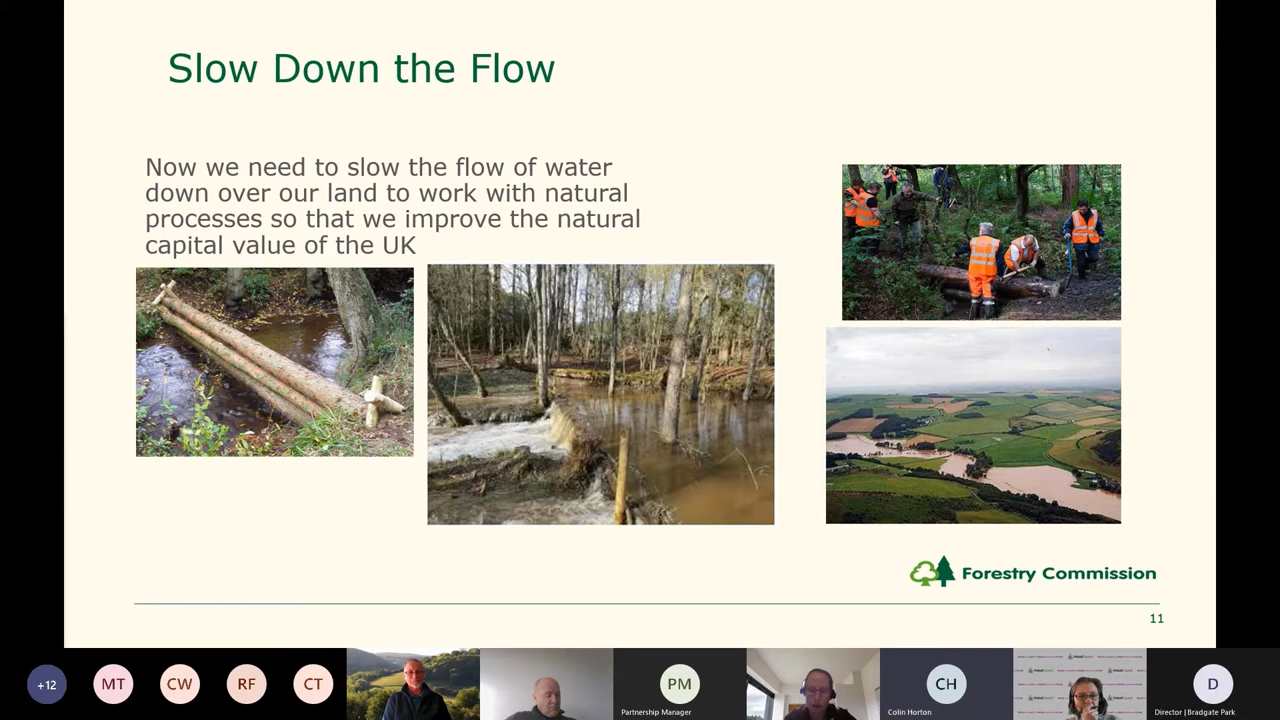 Slow Down the Flow
Now we need to slow the flow of water
down over our land to work with natural
processes so that we improve the natural
capital value of the UK
Forestry Commission
11
+12
MT
CW
RF
CT
PM
Partnership Manager
CH
Colin Horton
D
Director | Bradgate Park